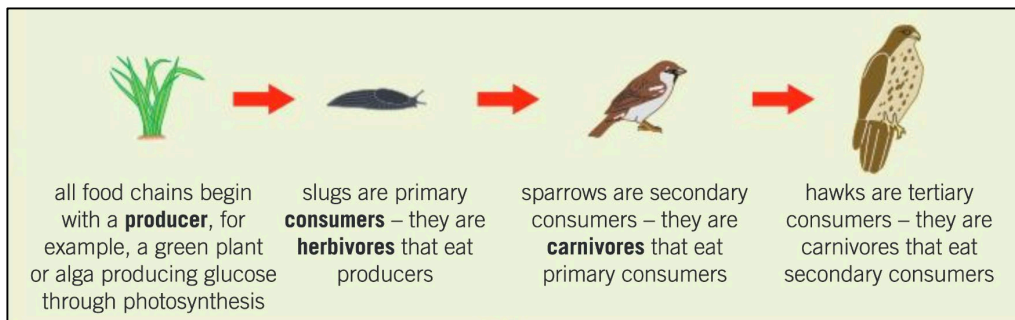 all food chains begin
with a producer, for
example, a green plant
or alga producing glucose
through photosynthesis
slugs are primary
consumers – they are
herbivores that eat
producers
sparrows are secondary
consumers – they are
carnivores that eat
primary consumers
hawks are tertiary
consumers – they are
carnivores that eat
secondary consumers